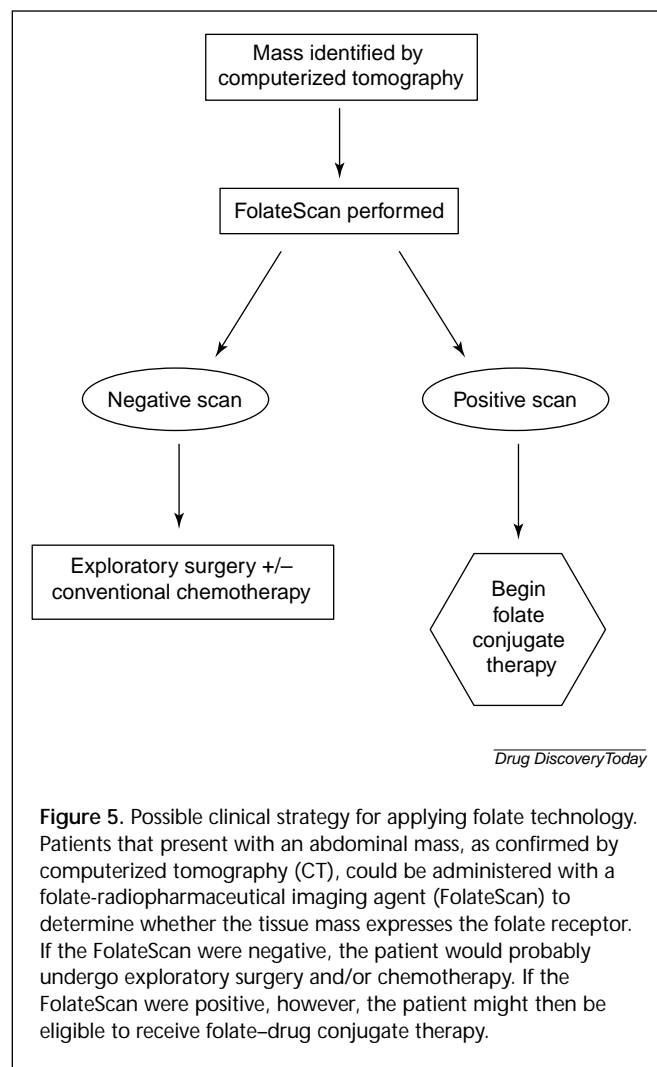 Mass identified by
computerized tomography
FolateScan performed
Negative scan
Positive scan
Exploratory surgery +/–
conventional chemotherapy
Begin
folate
conjugate
therapy
Drug Discovery Today
Figure 5. Possible clinical strategy for applying folate technology.
Patients that present with an abdominal mass, as confirmed by
computerized tomography (CT), could be administered with a
folate-radiopharmaceutical imaging agent (FolateScan) to
determine whether the tissue mass expresses the folate receptor.
If the FolateScan were negative, the patient would probably
undergo exploratory surgery and/or chemotherapy. If the
FolateScan were positive, however, the patient might then be
eligible to receive folate–drug conjugate therapy.